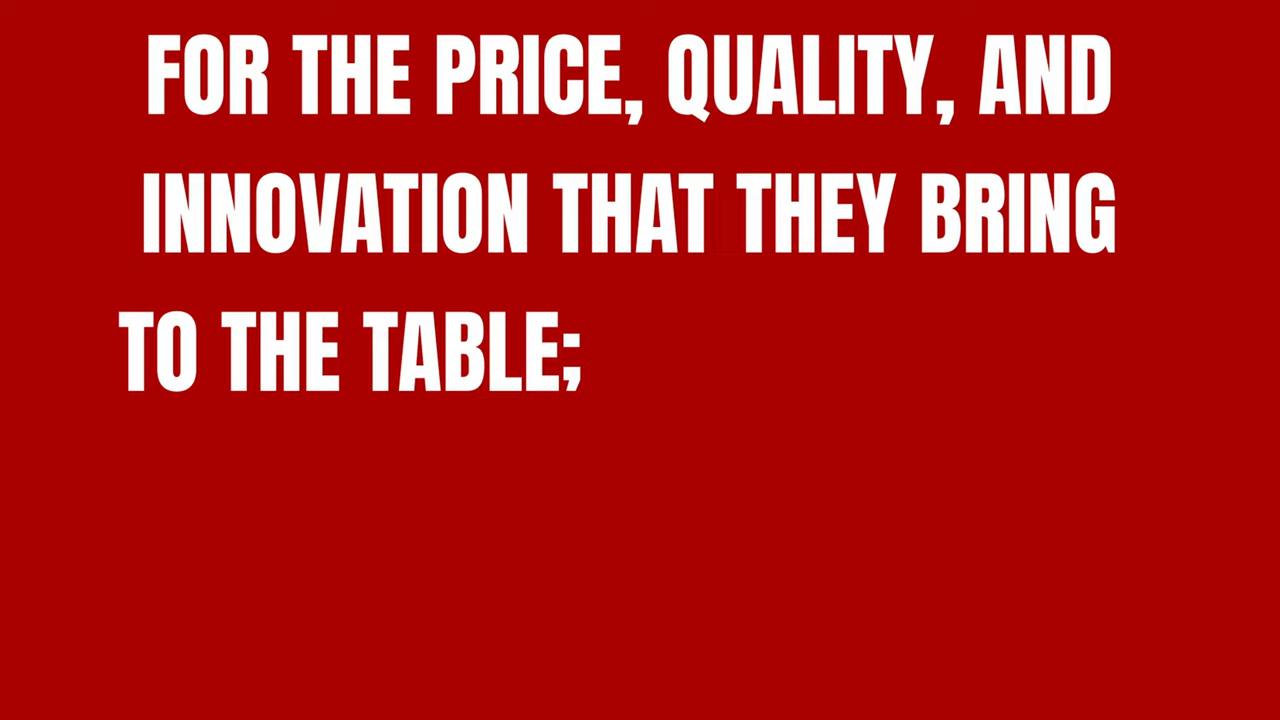 FOR THE PRICE, QUALITY, AND
INNOVATION THAT THEY BRING
TO THE TABLE;